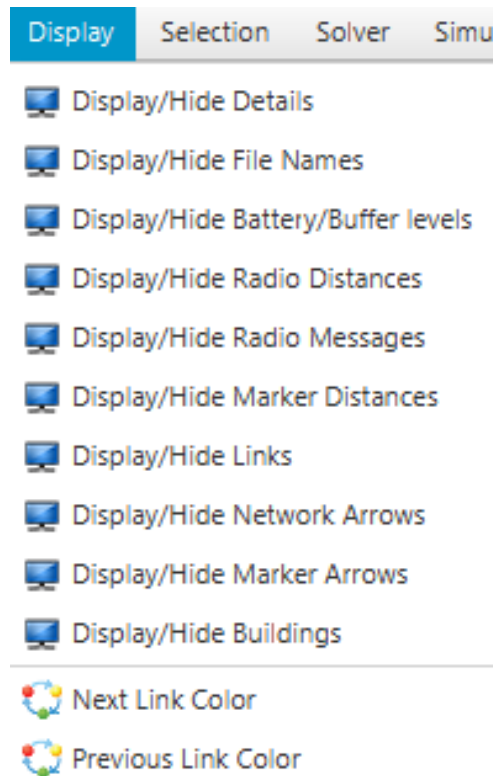 Display Selection Solver Simu
Display/Hide Details
Display/Hide File Names
Display/Hide Battery/Buffer levels
Display/Hide Radio Distances
Display/Hide Radio Messages
Display/Hide Marker Distances
Display/Hide Links
Display/Hide Network Arrows
Display/Hide Marker Arrows
Display/Hide Buildings
Next Link Color
Previous Link Color